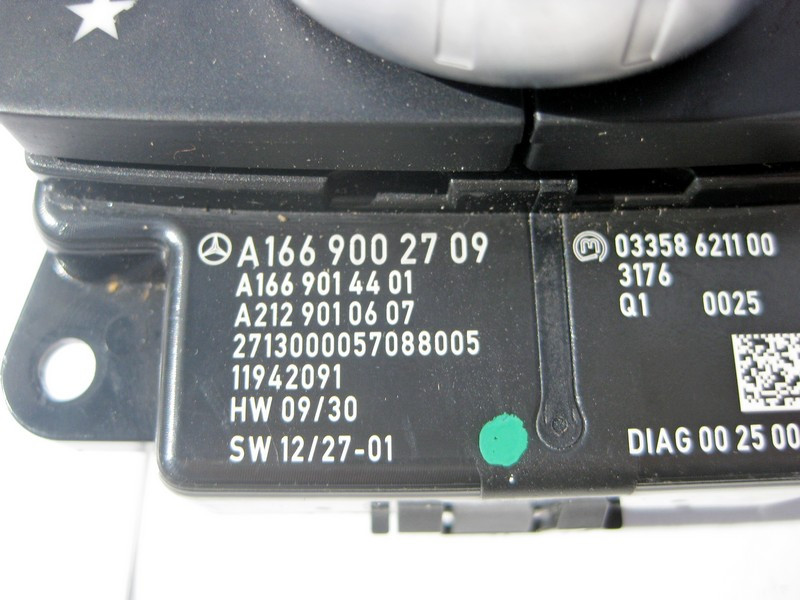 A166 900 27 09
A166 901 44 01
A212 901 06 07
2713000057088005
11942091
HW 09/30
SW 12/27-01
03358 6211 00
3176
Q1 0025
DIAG 00 25 00